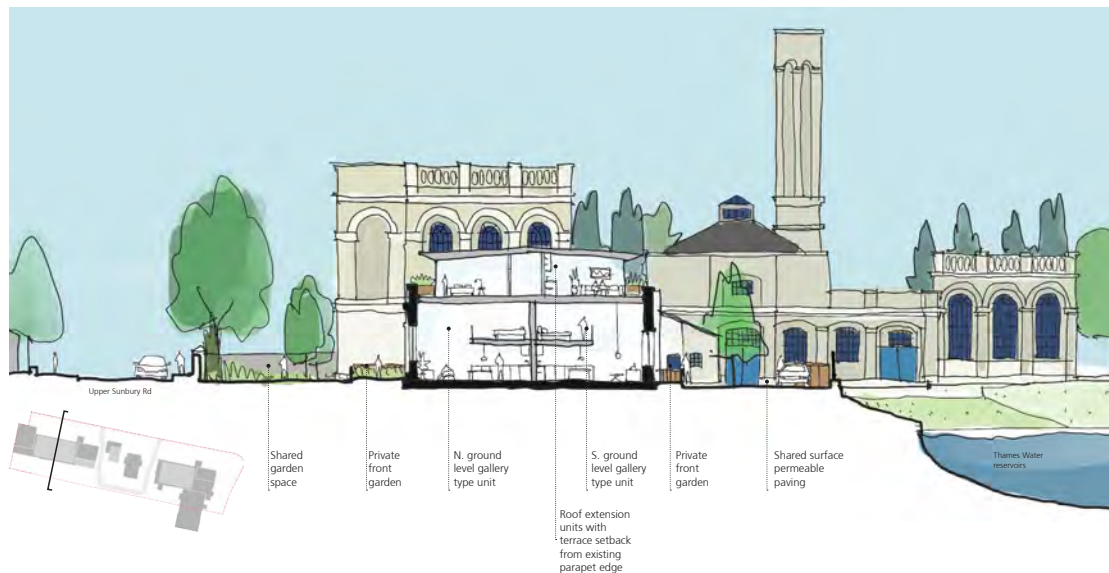 Upper Sunbury Rd
Thames Water
reservoirs
Shared
garden
space
Private
front
garden
N. ground
level gallery
type unit
S. ground
level gallery
type unit
Private
front
garden
Shared surface
permeable
paving
Roof extension
units with
terrace setback
from existing
parapet edge